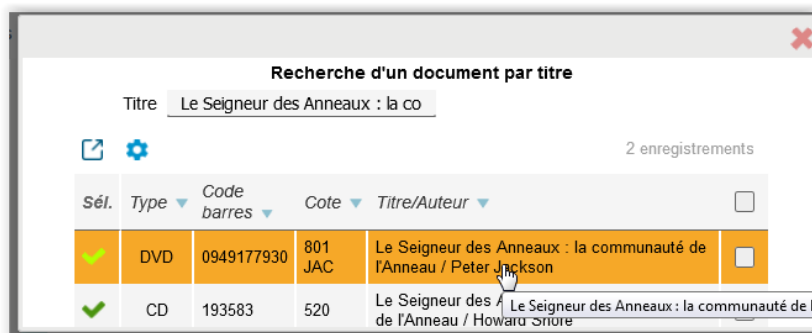 Recherche d'un document par titre
Titre Le Seigneur des Anneaux : la co
2 enregistrements
Sél. Type Code barres Cote Titre/Auteur
DVD 0949177930 801 JAC Le Seigneur des Anneaux : la communauté de
l'Anneau / Peter Jackson
CD 193583 520 Le Seigneur des
de l'Anneau / Howard Shore
Le Seigneur des Anneaux : la communauté de